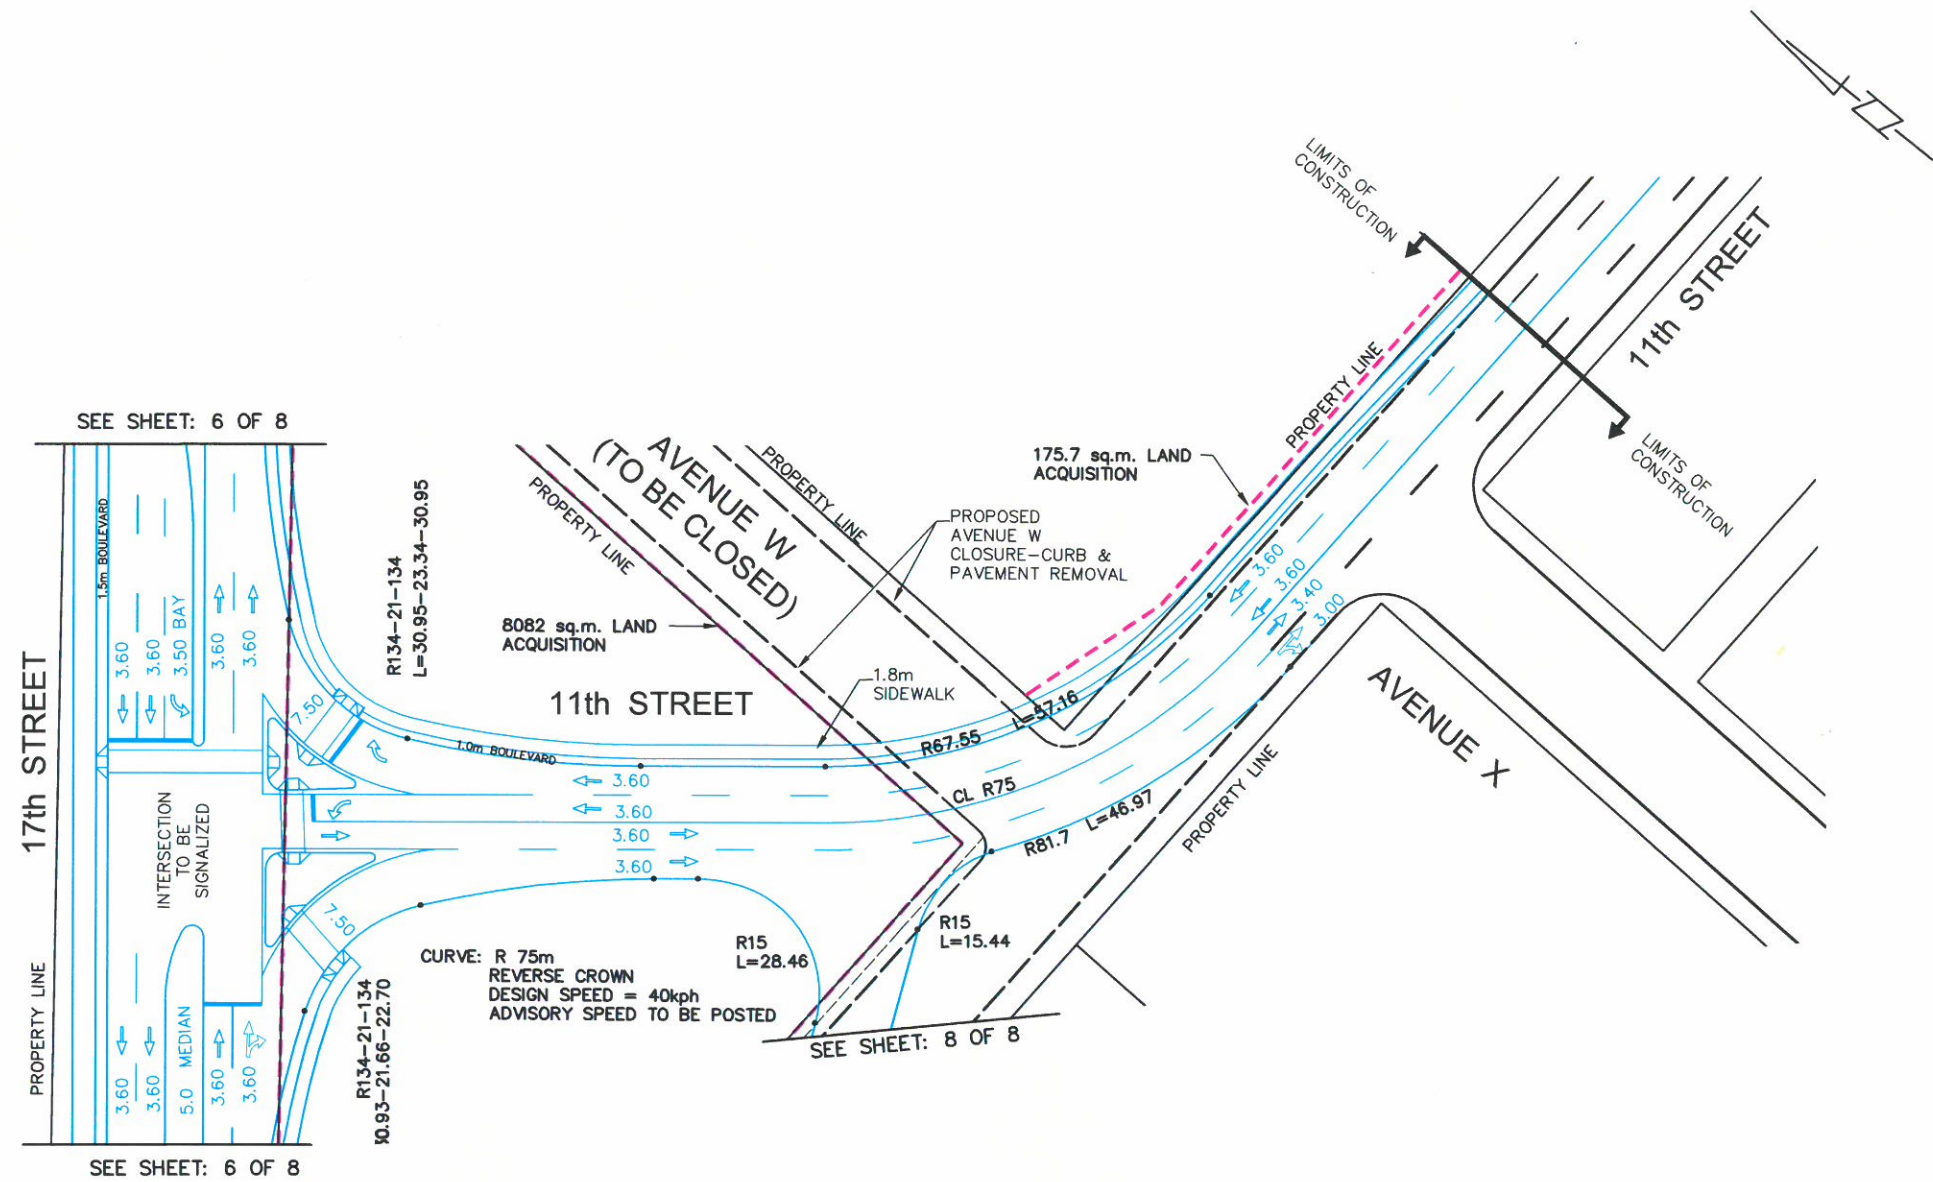 SEE SHEET: 6 OF 8
17th STREET
PROPERTY LINE
1.5m BOULEVARD
3.60
3.60
3.50 BAY
3.60
3.60
7.50
R134-21-134
L=30.95-23.34-30.95
INTERSECTION
TO BE
SIGNALIZED
7.50
3.60
3.60
5.0 MEDIAN
3.60
3.60
R134-21-134
30.93-21.66-22.70
SEE SHEET: 6 OF 8
PROPERTY LINE
AVENUE W
(TO BE CLOSED)
PROPERTY LINE
8082 sq.m. LAND
ACQUISITION
11th STREET
1.0m BOULEVARD
1.8m
SIDEWALK
PROPOSED
AVENUE W
CLOSURE-CURB &
PAVEMENT REMOVAL
175.7 sq.m. LAND
ACQUISITION
3.60
3.60
3.60
3.60
R67.55
L=57.16
CL R75
R81.7
L=46.97
CURVE: R 75m
REVERSE CROWN
DESIGN SPEED = 40kph
ADVISORY SPEED TO BE POSTED
R15
L=28.46
R15
L=15.44
SEE SHEET: 8 OF 8
PROPERTY LINE
PROPERTY LINE
3.60
3.60
3.40
3.00
AVENUE X
LIMITS OF
CONSTRUCTION
11th STREET
LIMITS OF
CONSTRUCTION
N